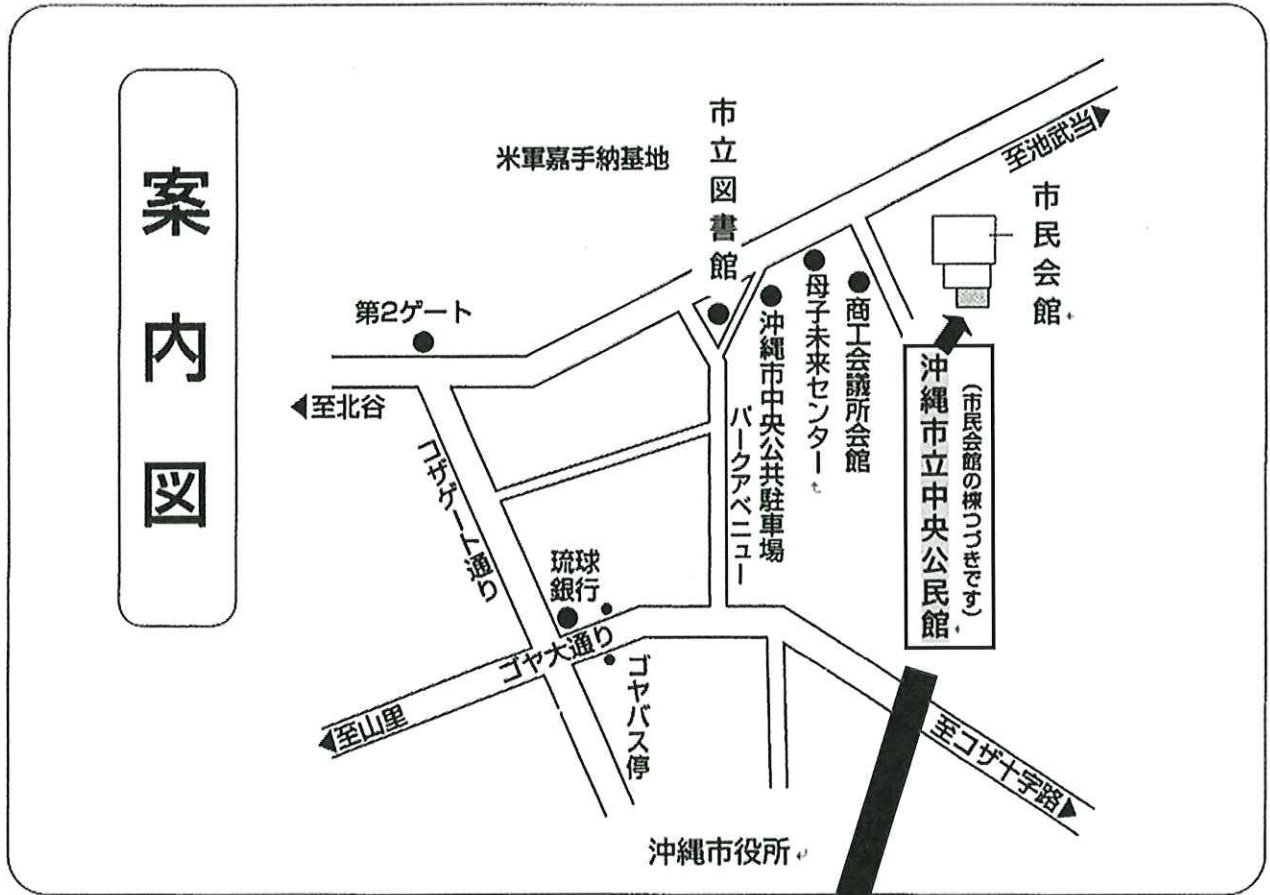 案内図
米軍嘉手納基地
市立図書館
至池武当▶
市民会館
第2ゲート
◀至北谷
コザゲート通り
沖縄市中央公共駐車場
パークアベニュー
母子未来センター
商工会議所会館
沖縄市立中央公民館
(市民会館の棟つづきです)
琉球
銀行
ゴヤ大通り
ゴヤバス停
◀至山里
至コザ十字路▶
沖縄市役所